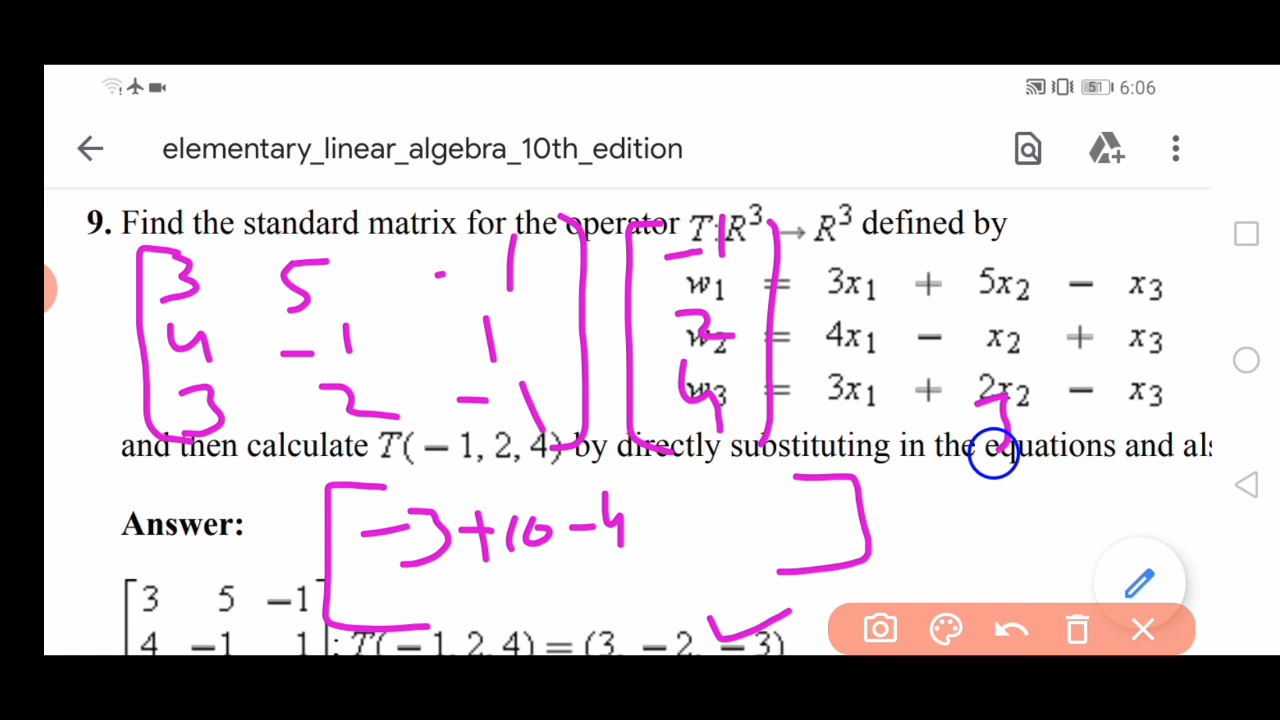 51 6:06
elementary_linear_algebra_10th_edition
9. Find the standard matrix for the operator T: R³ → R³ defined by
w₁ = 3x₁ + 5x₂ − x₃
w₂ = 4x₁ − x₂ + x₃
w₃ = 3x₁ + 2x₂ − x₃
3 5 -1
4 -1 1
3 2 -1
-1
2
4
and then calculate T(−1, 2, 4) by directly substituting in the equations and als
3
-3+10-4
Answer:
3 5 −1
4 −1 1 ; T(−1, 2, 4) = (3, −2, −3)